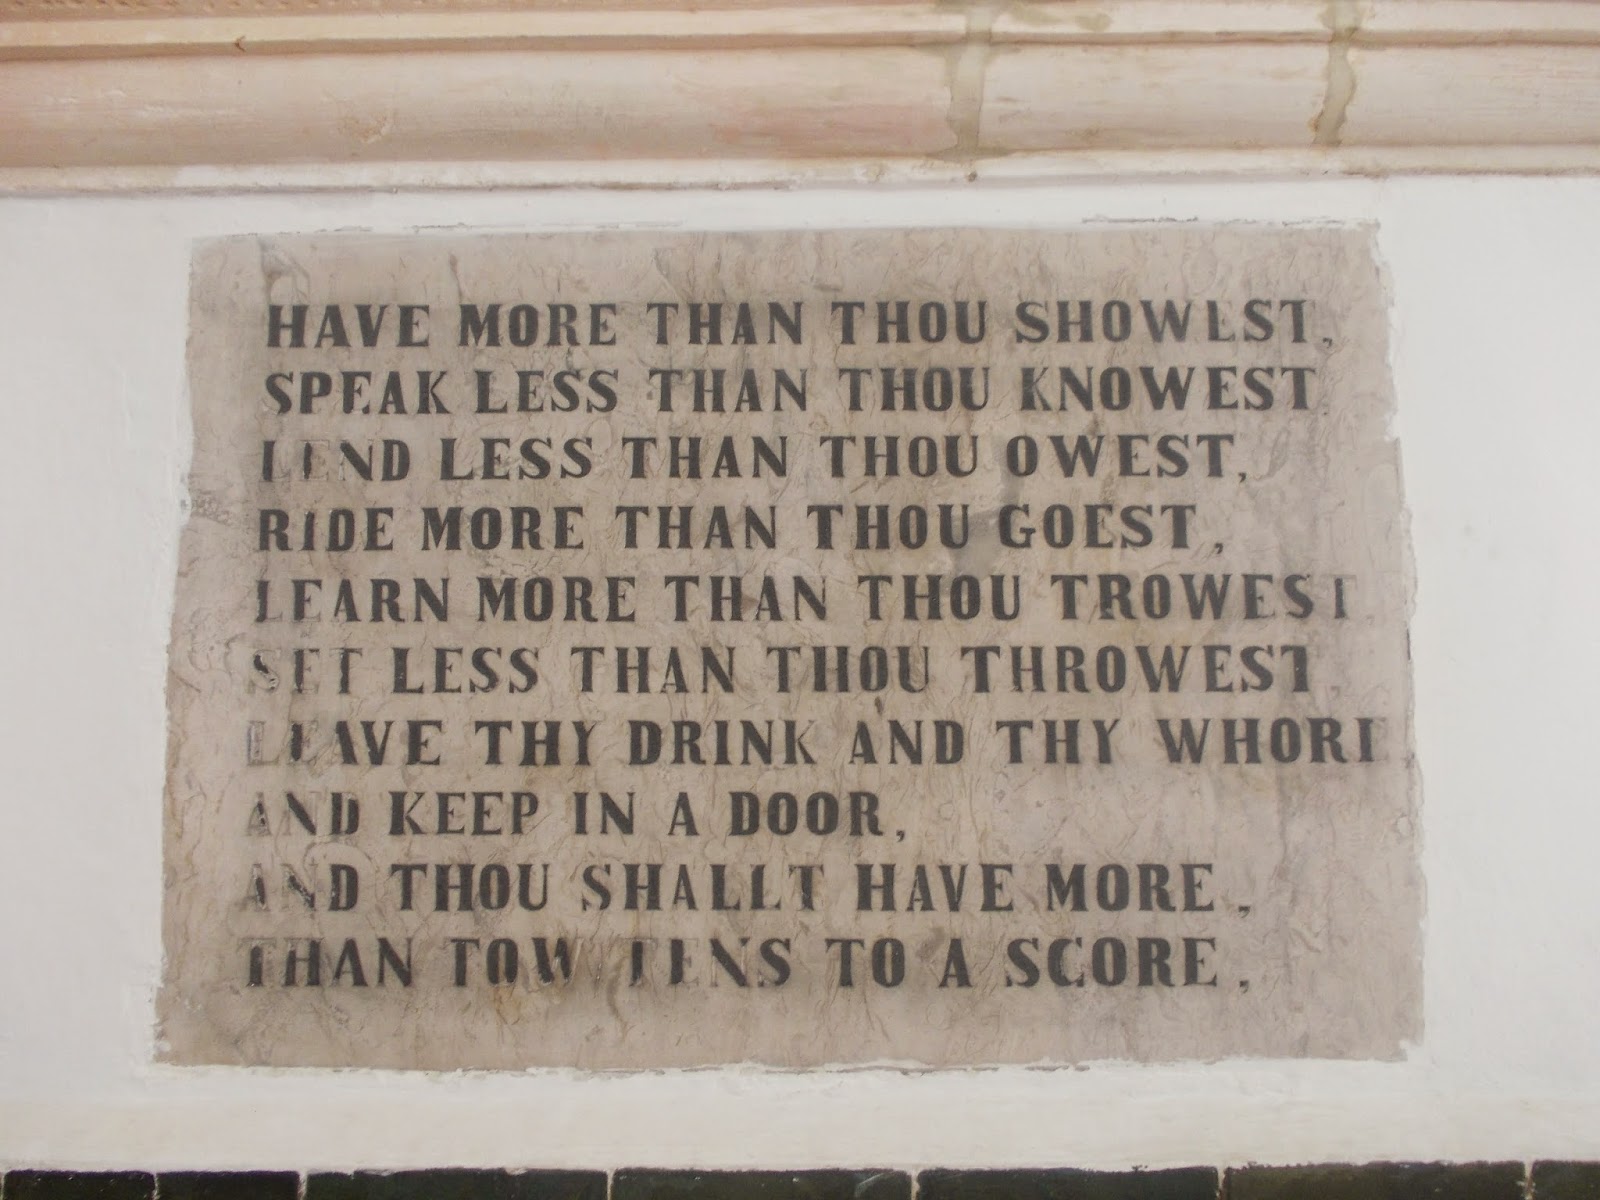 HAVE MORE THAN THOU SHOWEST,
SPEAK LESS THAN THOU KNOWEST
LEND LESS THAN THOU OWEST,
RIDE MORE THAN THOU GOEST,
LEARN MORE THAN THOU TROWEST
SET LESS THAN THOU THROWEST,
LEAVE THY DRINK AND THY WHORE
AND KEEP IN A DOOR,
AND THOU SHALLT HAVE MORE,
THAN TOW TENS TO A SCORE,